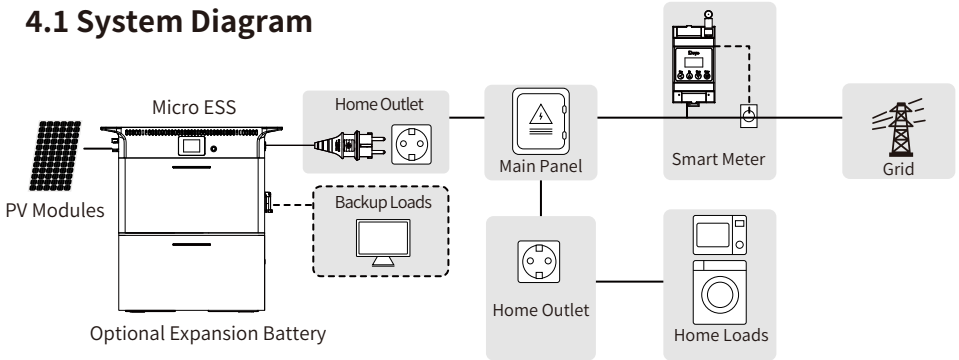 4.1 System Diagram
Micro ESS
Home Outlet
Main Panel
Smart Meter
Grid
PV Modules
Backup Loads
Home Outlet
Home Loads
Optional Expansion Battery